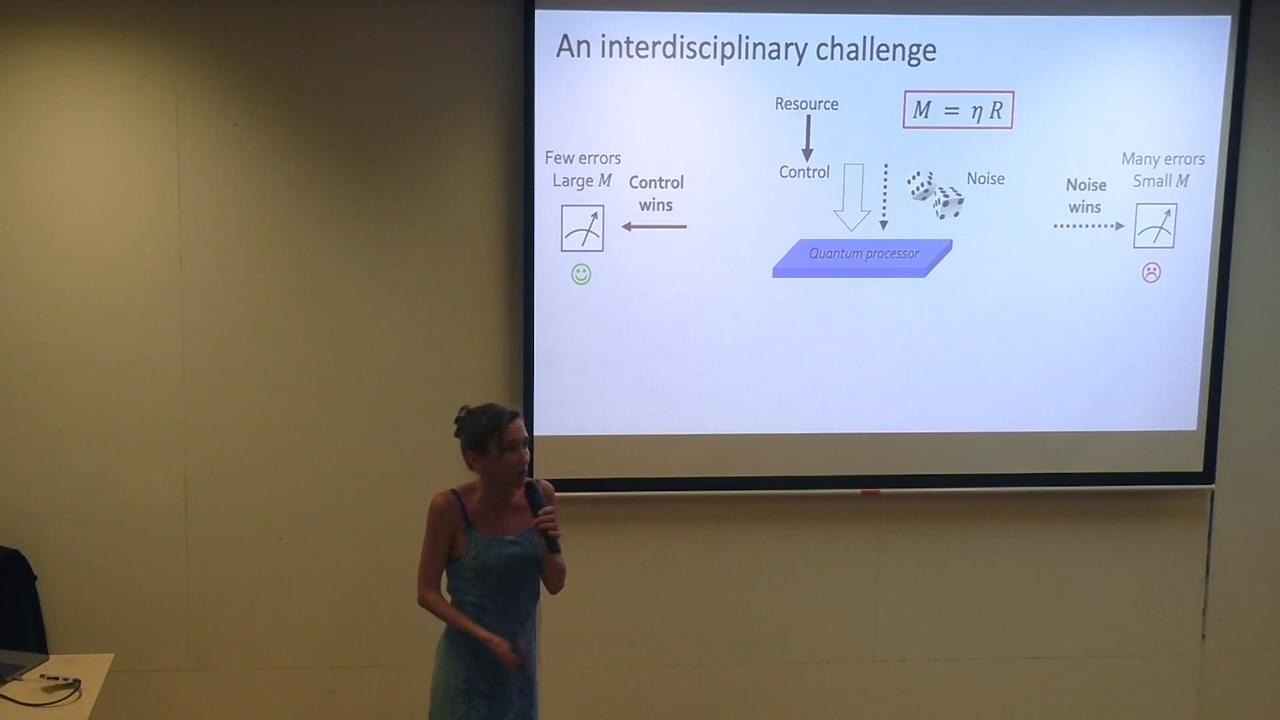 An interdisciplinary challenge
Resource
M = η R
Few errors
Large M
Control
wins
Control
Noise
Noise
wins
Many errors
Small M
Quantum processor